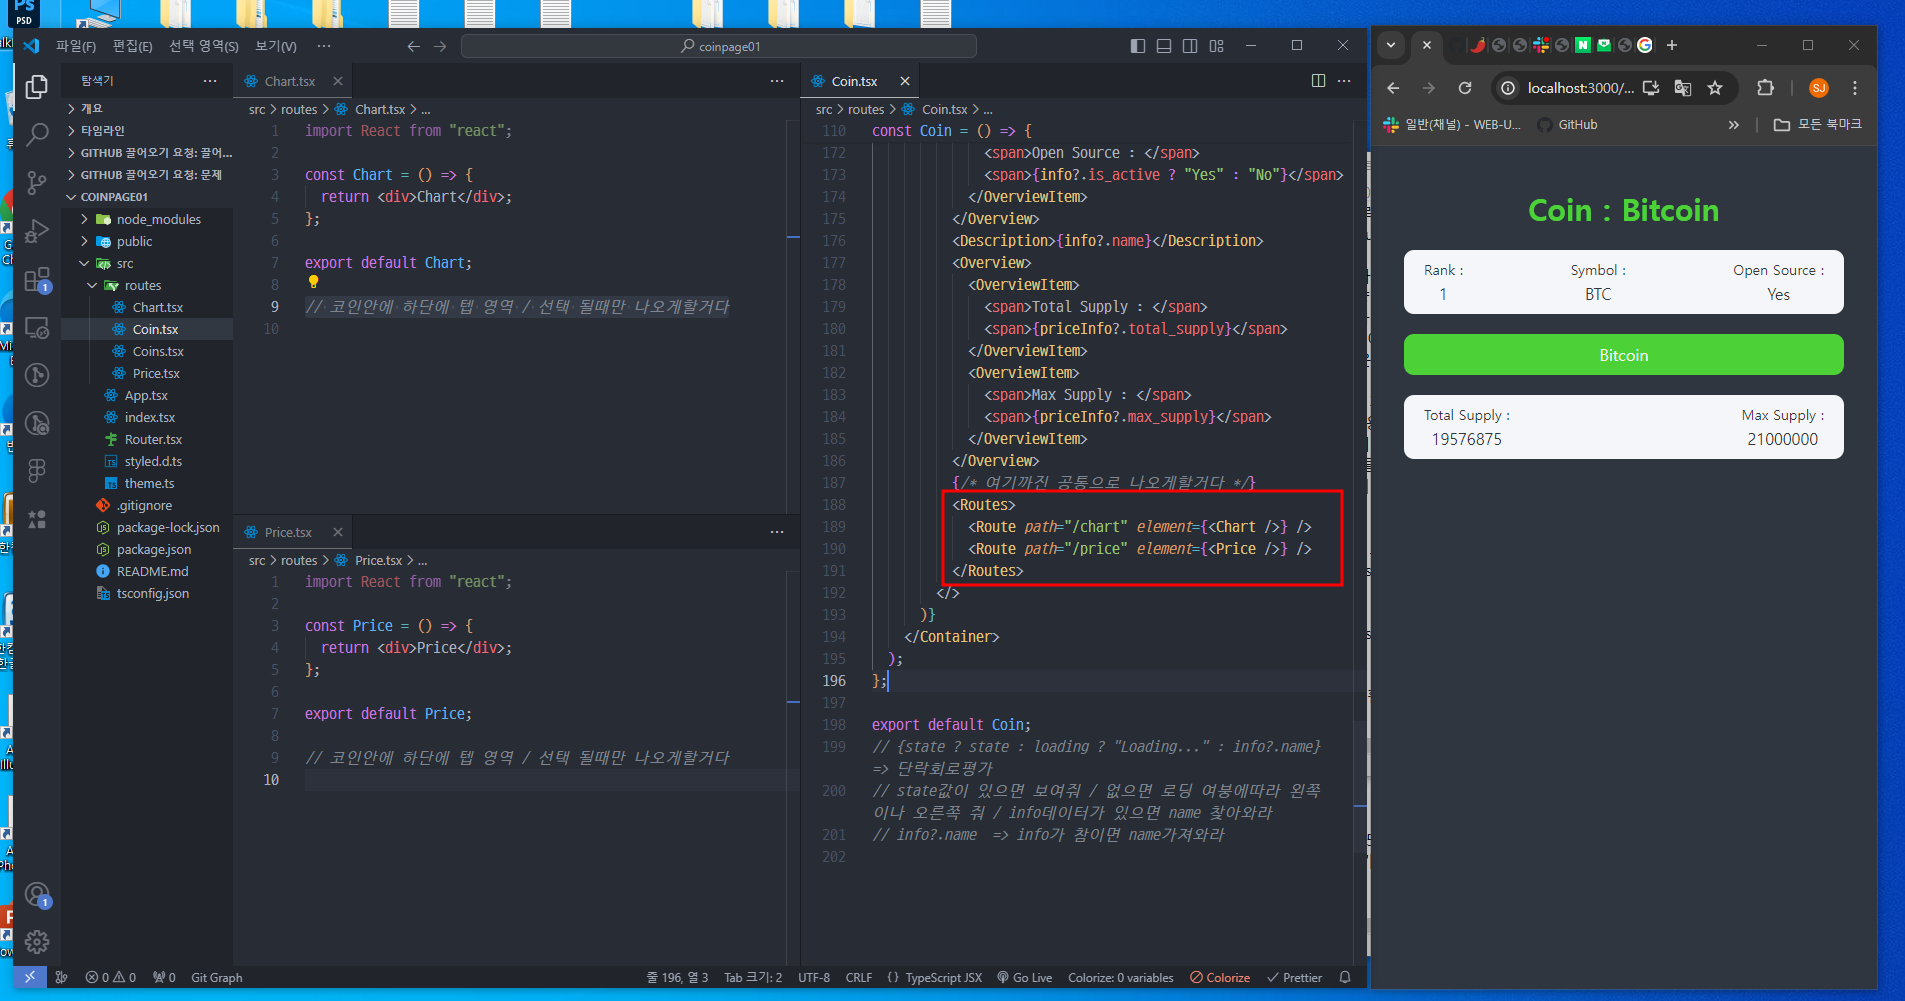 PS
PSD
파일(F) 편집(E) 선택 영역(S) 보기(V) ···
coinpage01
탐색기
개요
타임라인
GITHUB 끌어오기 요청: 끌어...
GITHUB 끌어오기 요청: 문제
COINPAGE01
node_modules
public
src
routes
Chart.tsx
Coin.tsx
Coins.tsx
Price.tsx
App.tsx
index.tsx
Router.tsx
styled.d.ts
theme.ts
.gitignore
package-lock.json
package.json
README.md
tsconfig.json
Chart.tsx
src > routes > Chart.tsx > ...
1 import React from "react";
2
3 const Chart = () => {
4 return <div>Chart</div>;
5 };
6
7 export default Chart;
8
9 // 코인안에 하단에 텝 영역 / 선택 될때만 나오게할거다
10
Price.tsx
src > routes > Price.tsx > ...
1 import React from "react";
2
3 const Price = () => {
4 return <div>Price</div>;
5 };
6
7 export default Price;
8
9 // 코인안에 하단에 텝 영역 / 선택 될때만 나오게할거다
10
Coin.tsx
src > routes > Coin.tsx > ...
110 const Coin = () => {
172 <span>Open Source : </span>
173 <span>{info?.is_active ? "Yes" : "No"}</span>
174 </OverviewItem>
175 </Overview>
176 <Description>{info?.name}</Description>
177 <Overview>
178 <OverviewItem>
179 <span>Total Supply : </span>
180 <span>{priceInfo?.total_supply}</span>
181 </OverviewItem>
182 <OverviewItem>
183 <span>Max Supply : </span>
184 <span>{priceInfo?.max_supply}</span>
185 </OverviewItem>
186 </Overview>
187 {/* 여기까진 공통으로 나오게할거다 */}
188 <Routes>
189 <Route path="/chart" element={<Chart />} />
190 <Route path="/price" element={<Price />} />
191 </Routes>
192 </>
193 )}
194 </Container>
195 );
196 };
197
198 export default Coin;
199 // {state ? state : loading ? "Loading..." : info?.name}
=> 단락회로평가
200 // state값이 있으면 보여줘 / 없으면 로딩 여붕에따라 왼쪽
이나 오른쪽 줘 / info데이터가 있으면 name 찾아와라
201 // info?.name => info가 참이면 name가져와라
202
0 0 0 Git Graph 줄 196, 열 3 Tab 크기: 2 UTF-8 CRLF {} TypeScript JSX Go Live Colorize: 0 variables Colorize Prettier
localhost:3000/...
SJ
일반(채널) - WEB-U... GitHub » 모든 북마크
Coin : Bitcoin
Rank : Symbol : Open Source :
1 BTC Yes
Bitcoin
Total Supply : Max Supply :
19576875 21000000